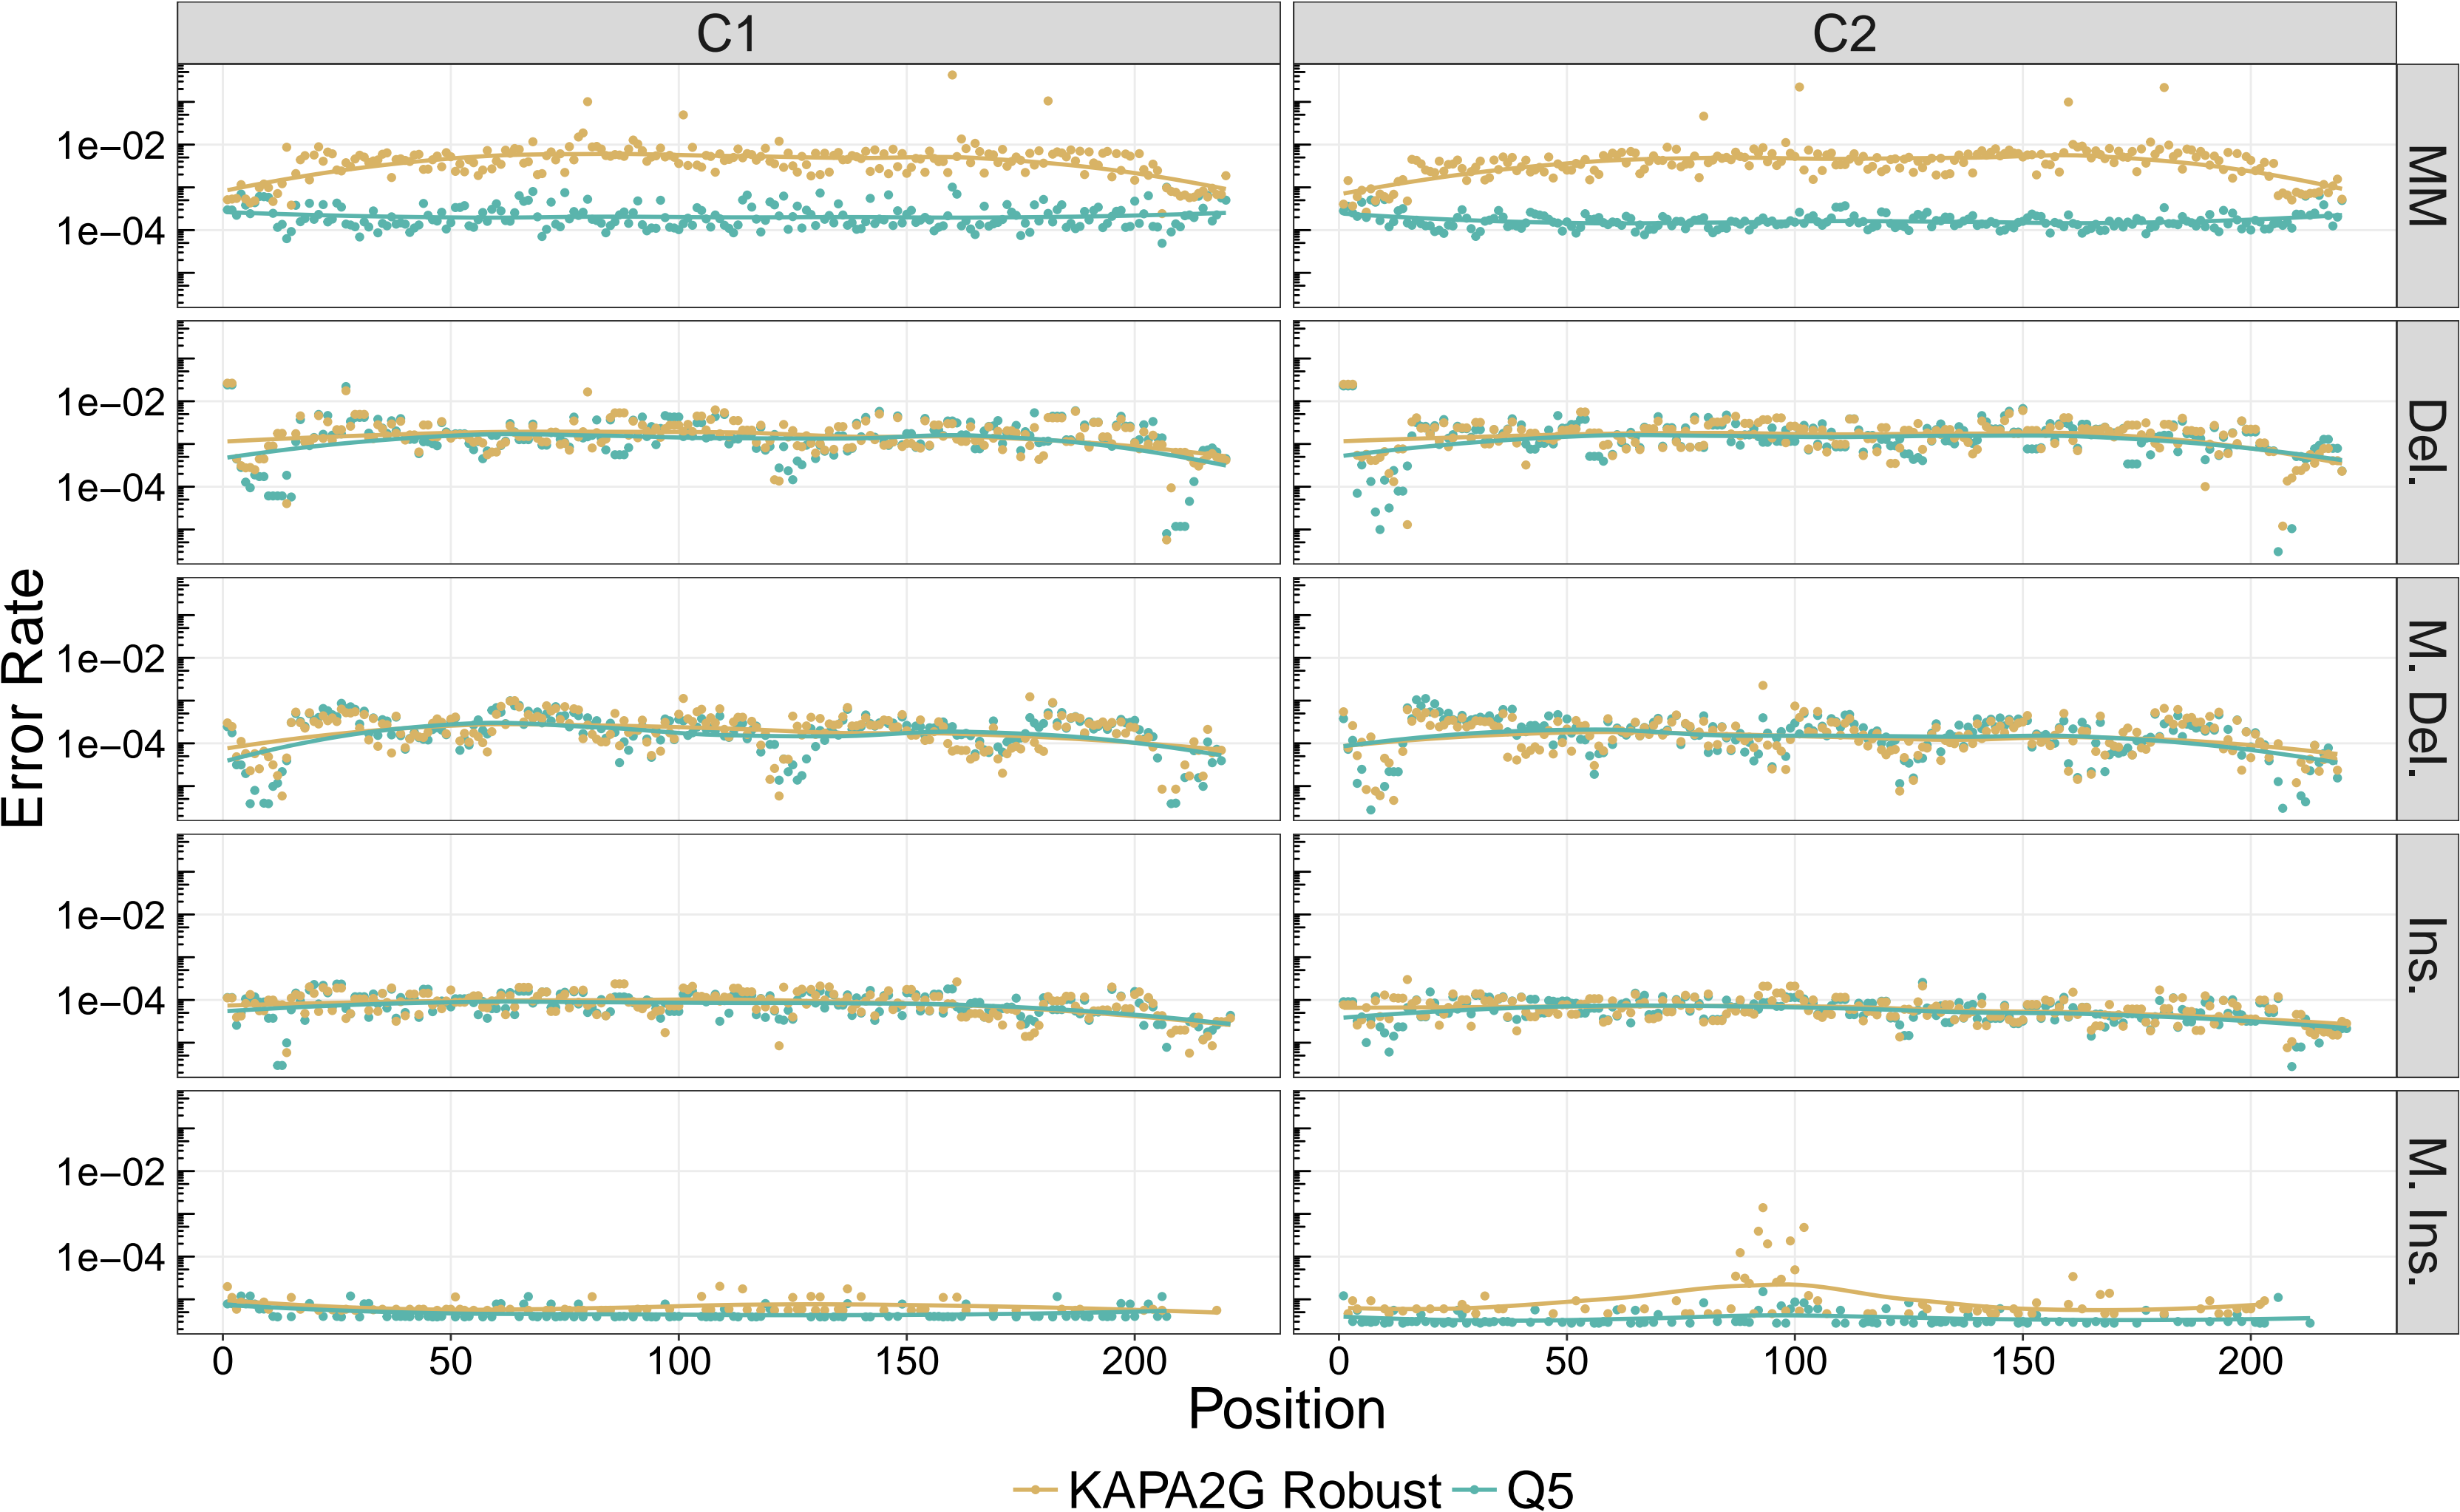 C1 C2
1e−02
1e−04
MM
1e−02
1e−04
Del.
Error Rate
1e−02
1e−04
M. Del.
1e−02
1e−04
Ins.
1e−02
1e−04
M. Ins.
0 50 100 150 200 0 50 100 150 200
Position
KAPA2G Robust Q5